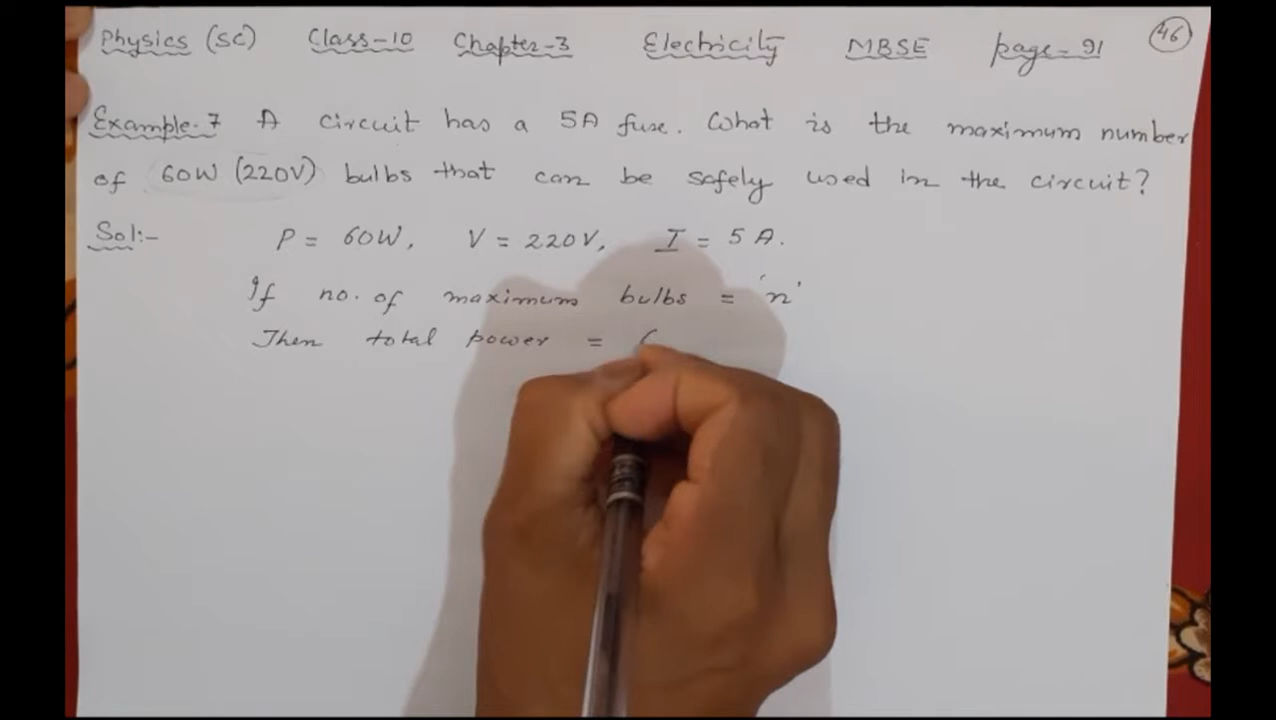 Physics (SC) Class-10 Chapter-3 Electricity MBSE page-91 46
Example-7 A circuit has a 5A fuse. What is the maximum number
of 60W (220V) bulbs that can be safely used in the circuit?
Sol:- P = 60W, V = 220V, I = 5 A.
If no. of maximum bulbs = 'n'
Then total power =